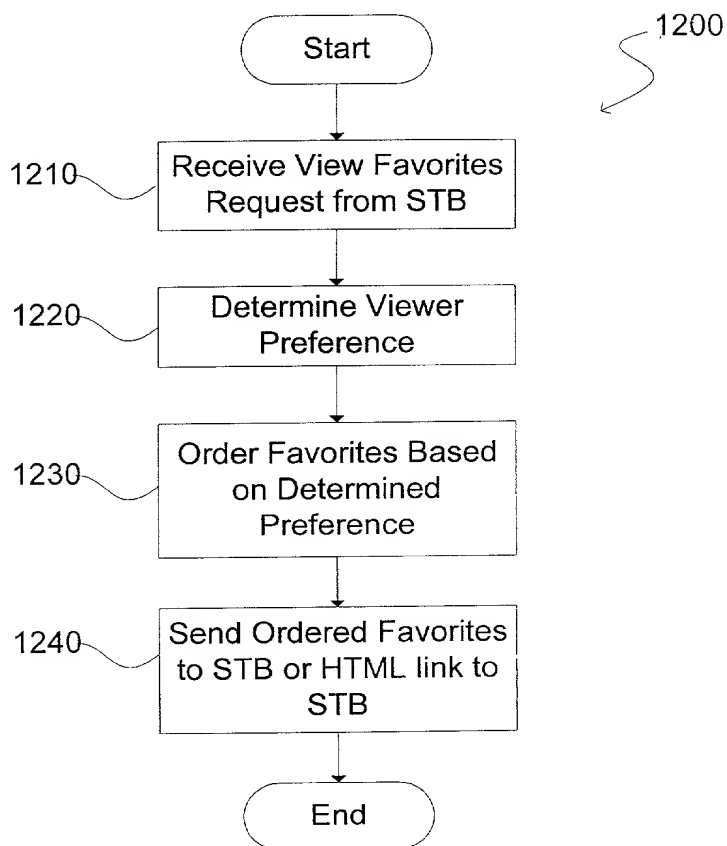 Start
1200
1210
Receive View Favorites
Request from STB
1220
Determine Viewer
Preference
1230
Order Favorites Based
on Determined
Preference
1240
Send Ordered Favorites
to STB or HTML link to
STB
End